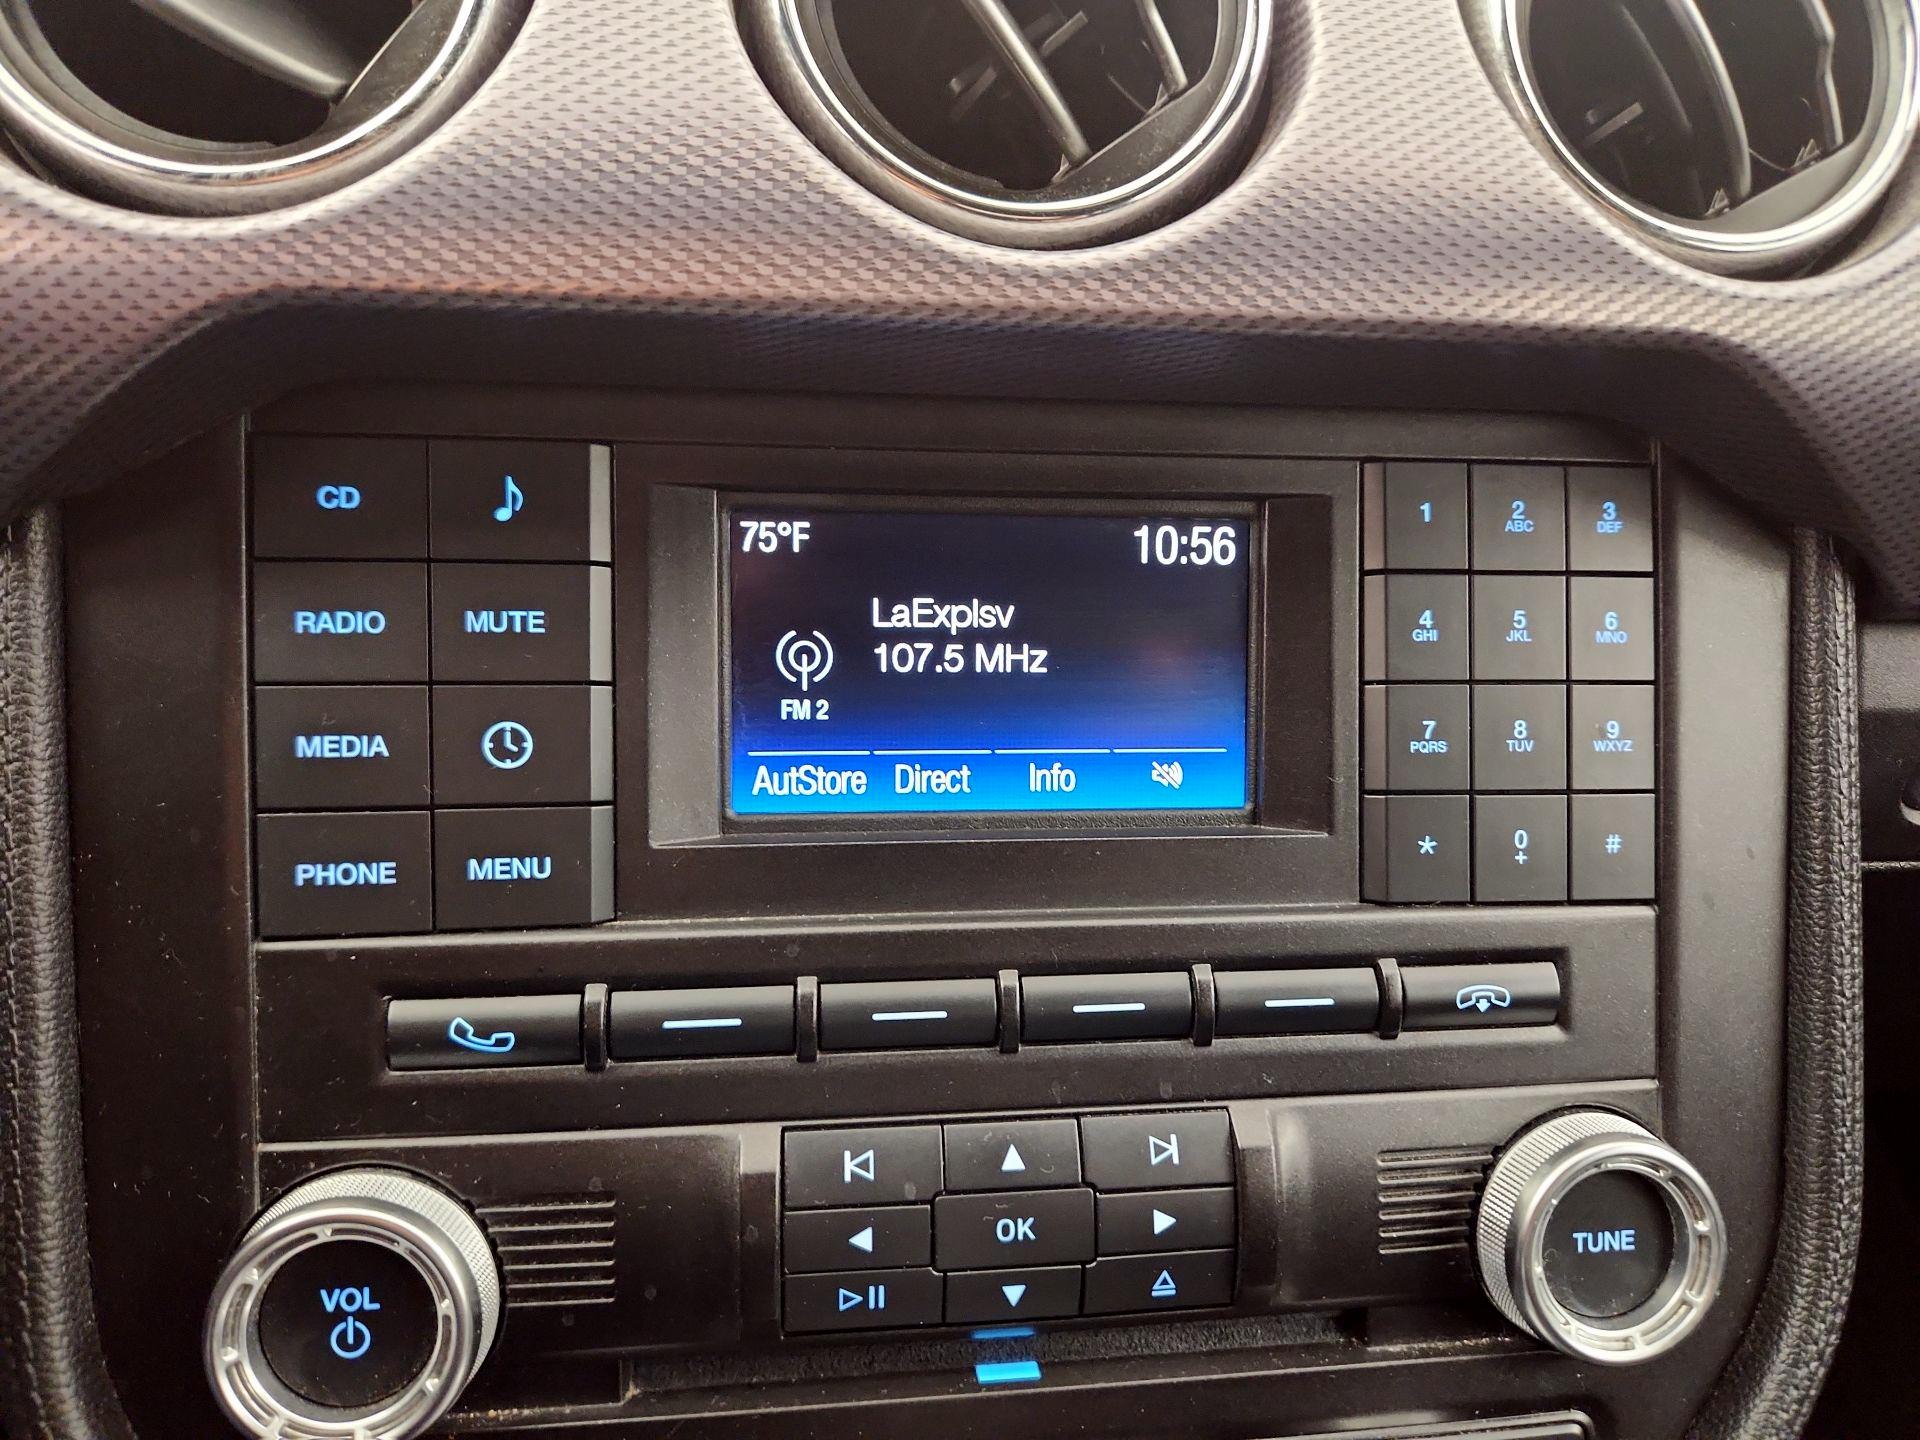 75°F
10:56
LaExplsv
107.5 MHz
FM 2
AutStore Direct Info
CD
RADIO MUTE
MEDIA
PHONE MENU
1 2 ABC 3 DEF
4 GHI 5 JKL 6 MNO
7 PQRS 8 TUV 9 WXYZ
* 0 + #
OK
VOL
TUNE